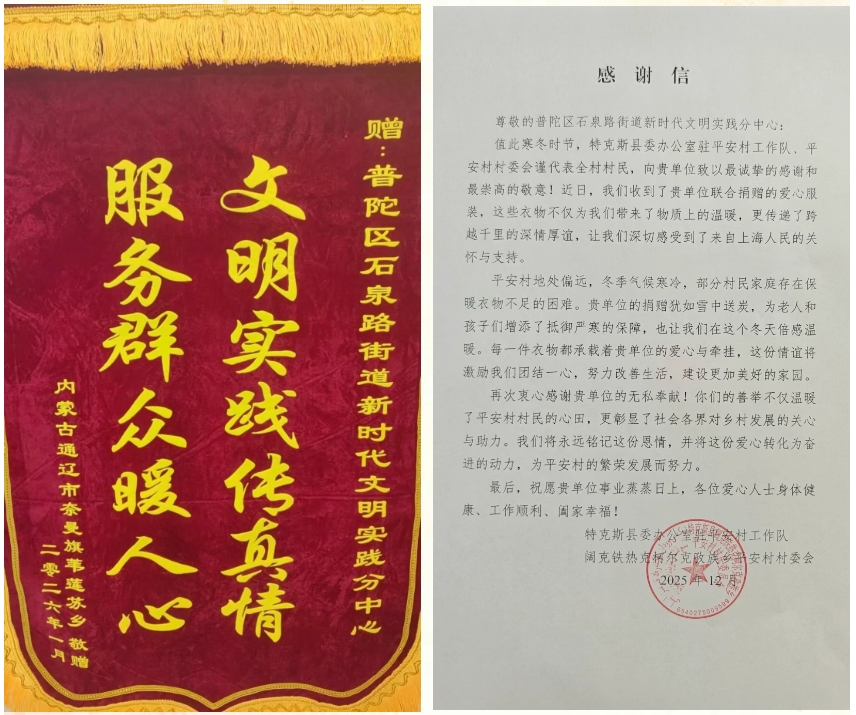 赠：普陀区石泉路街道新时代文明实践分中心
文明实践传真情
服务群众暖人心
内蒙古通辽市奈曼旗苇莲苏乡 敬赠
二零二六年一月
感谢信
尊敬的普陀区石泉路街道新时代文明实践分中心：
值此寒冬时节，特克斯县委办公室驻平安村工作队、平
安村村委会谨代表全村村民，向贵单位致以最诚挚的感谢和
最崇高的敬意！近日，我们收到了贵单位联合捐赠的爱心服
装，这些衣物不仅为我们带来了物质上的温暖，更传递了跨
越千里的深情厚谊，让我们深切感受到了来自上海人民的关
怀与支持。
平安村地处偏远，冬季气候寒冷，部分村民家庭存在保
暖衣物不足的困难。贵单位的捐赠犹如雪中送炭，为老人和
孩子们增添了抵御严寒的保障，也让我们在这个冬天倍感温
暖。每一件衣物都承载着贵单位的爱心与牵挂，这份情谊将
激励我们团结一心，努力改善生活，建设更加美好的家园。
再次衷心感谢贵单位的无私奉献！你们的善举不仅温暖
了平安村村民的心田，更彰显了社会各界对乡村发展的关心
与助力。我们将永远铭记这份恩情，并将这份爱心转化为奋
进的动力，为平安村的繁荣发展而努力。
最后，祝愿贵单位事业蒸蒸日上，各位爱心人士身体健
康、工作顺利、阖家幸福！
特克斯县委办公室驻平安村工作队
阔克铁热克柯尔克孜族乡平安村村委会
2025 年 12 月